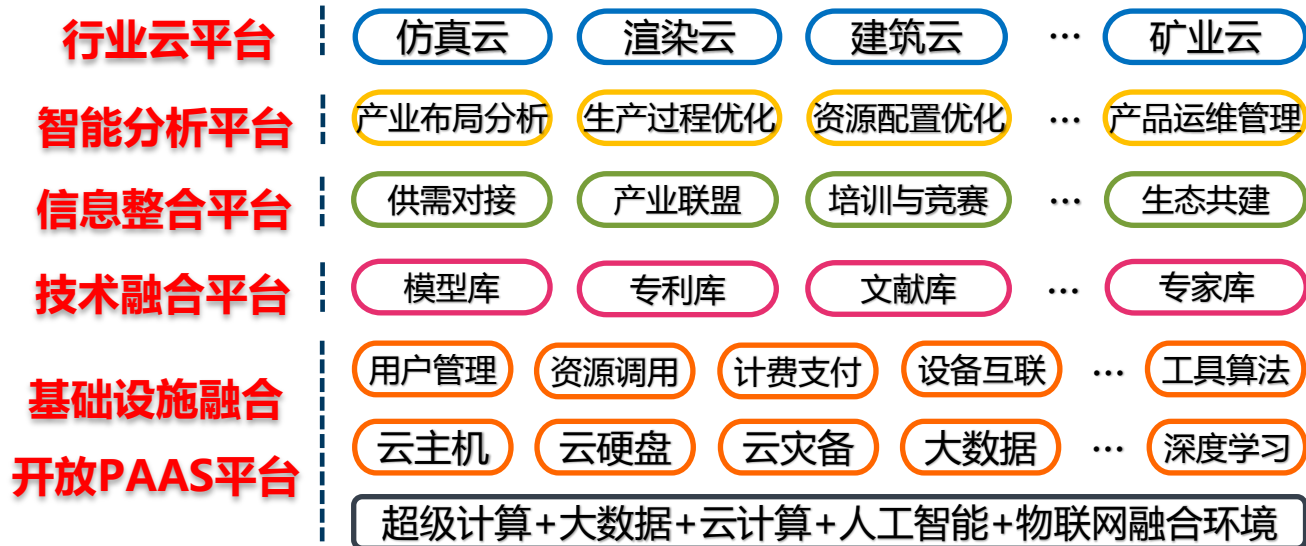 行业云平台 仿真云 渲染云 建筑云 … 矿业云
智能分析平台 产业布局分析 生产过程优化 资源配置优化 … 产品运维管理
信息整合平台 供需对接 产业联盟 培训与竞赛 … 生态共建
技术融合平台 模型库 专利库 文献库 … 专家库
用户管理 资源调用 计费支付 设备互联 … 工具算法
基础设施融合
云主机 云硬盘 云灾备 大数据 … 深度学习
开放PAAS平台
超级计算+大数据+云计算+人工智能+物联网融合环境